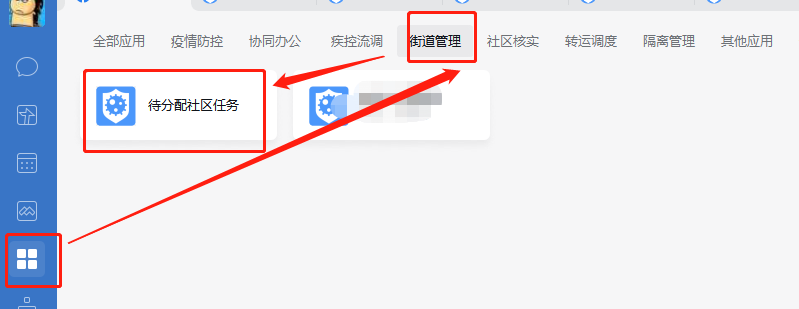 全部应用 疫情防控 协同办公 疾控流调 街道管理 社区核实 转运调度 隔离管理 其他应用
待分配社区任务